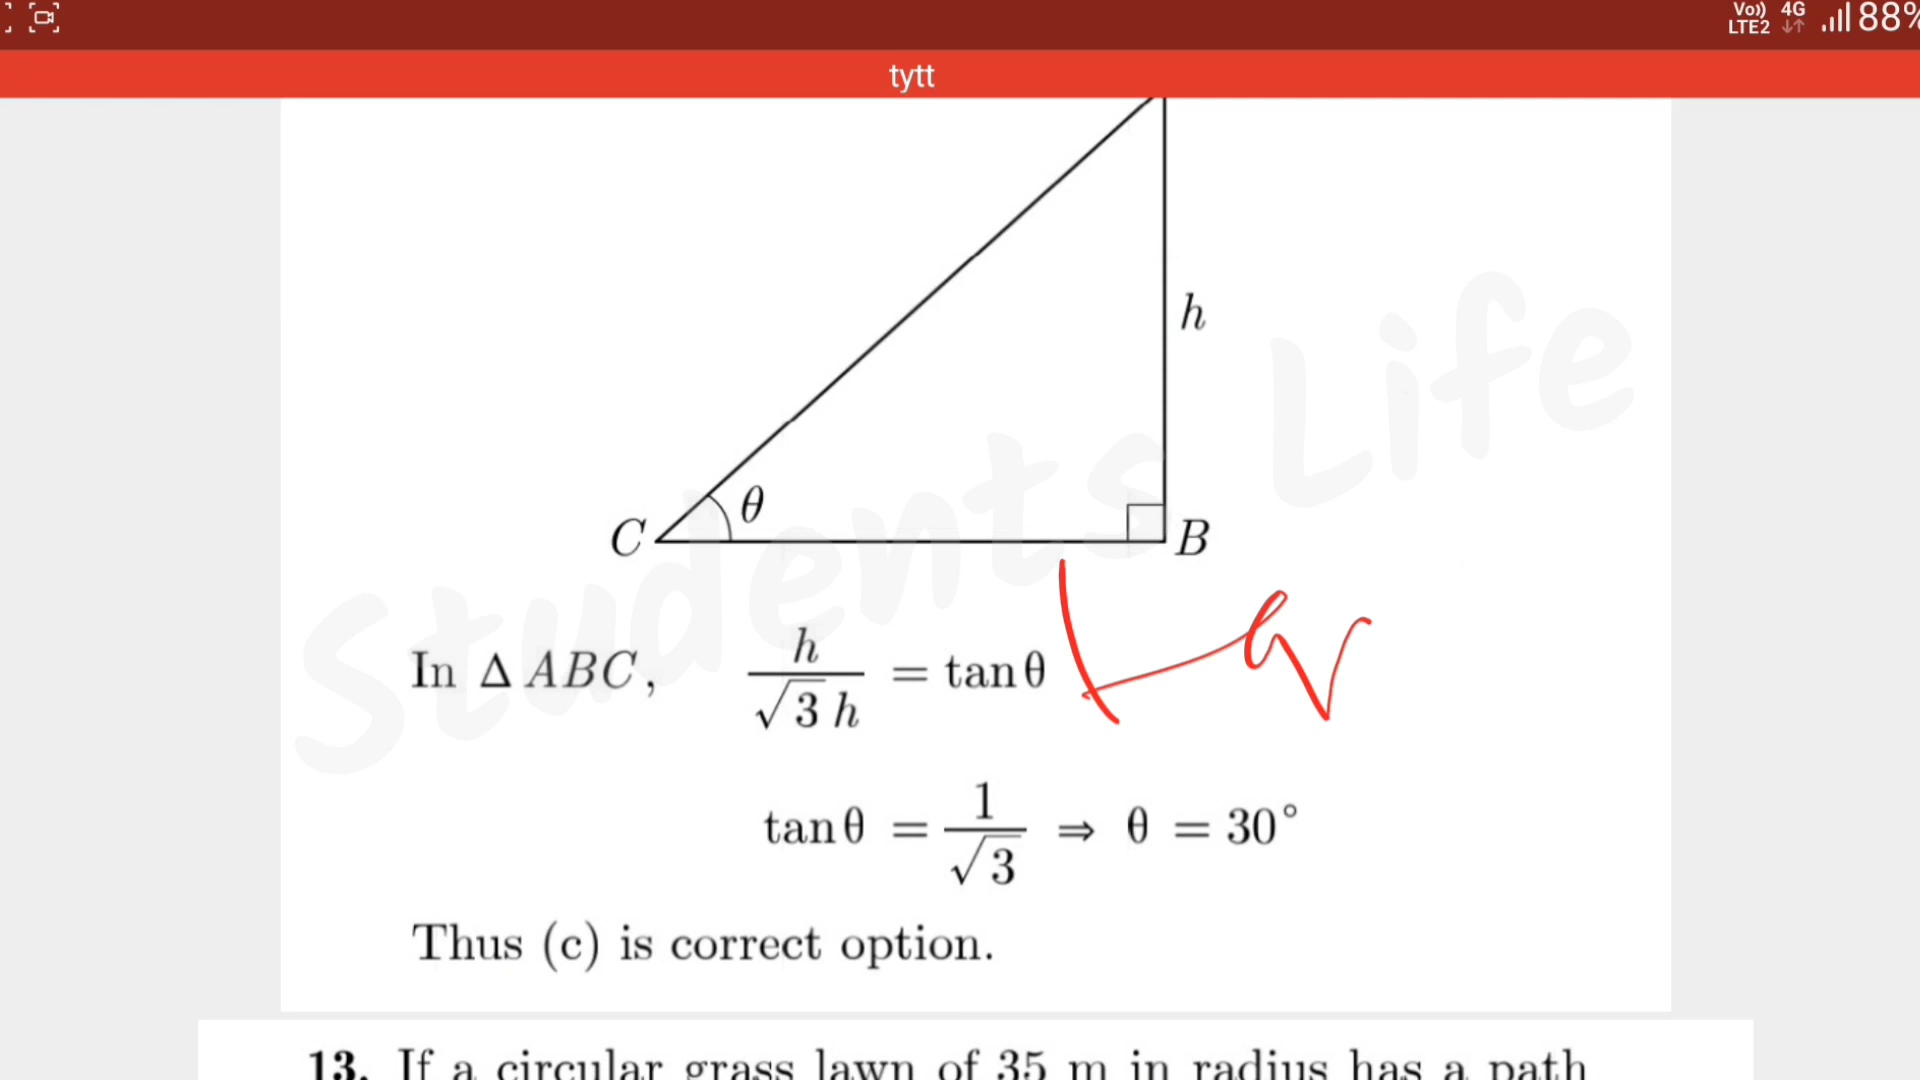 Vo)) 4G
LTE2 88%
tytt
h
θ
C
B
In Δ ABC, h/√3 h = tan θ
tan θ = 1/√3 ⇒ θ = 30°
Thus (c) is correct option.
13. If a circular grass lawn of 35 m in radius has a path
Students Life